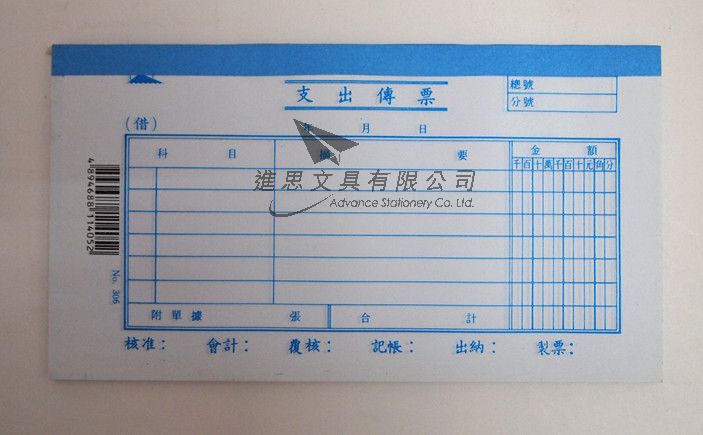 支出傳票
總號
分號
(借)
年 月 日
科目 摘要 金額
千百十萬千百十元角分
進思文具有限公司
Advance Stationery Co. Ltd.
4894688114052
No. 306
附單據 張 合計
核准： 會計： 覆核： 記帳： 出納： 製票：